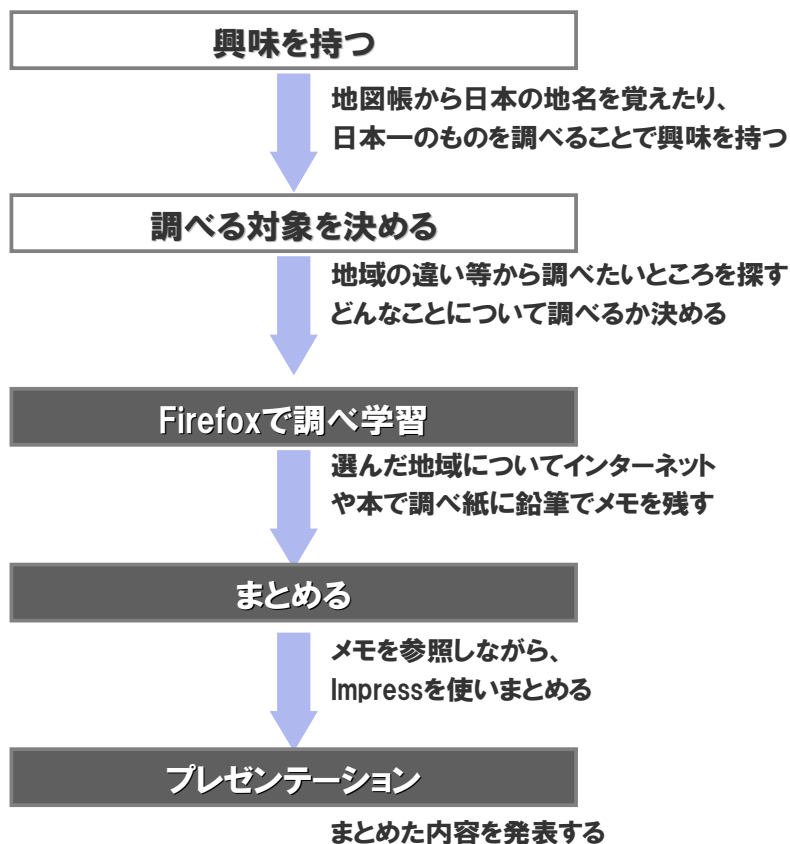 興味を持つ
地図帳から日本の地名を覚えたり、
日本一のものを調べることで興味を持つ
調べる対象を決める
地域の違い等から調べたいところを探す
どんなことについて調べるか決める
Firefoxで調べ学習
選んだ地域についてインターネット
や本で調べ紙に鉛筆でメモを残す
まとめる
メモを参照しながら、
Impressを使いまとめる
プレゼンテーション
まとめた内容を発表する